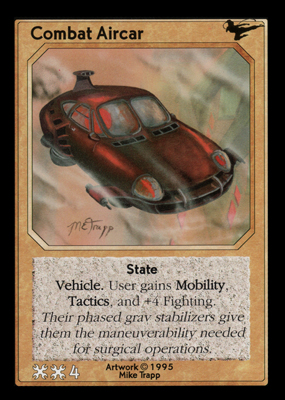 Combat Aircar
M.E.Trapp
State
Vehicle. User gains Mobility,
Tactics, and +4 Fighting.
Their phased grav stabilizers give
them the maneuverability needed
for surgical operations.
4
Artwork © 1995
Mike Trapp